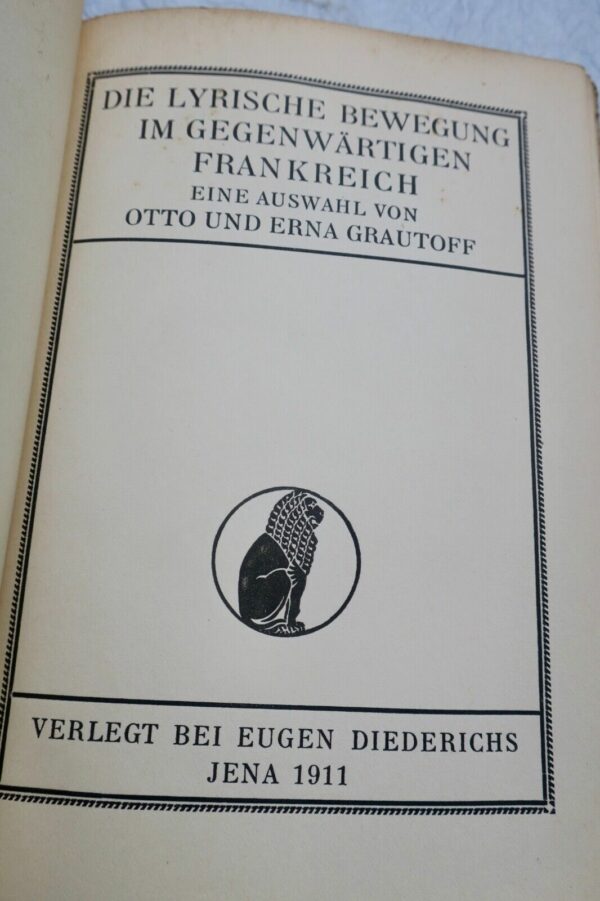 DIE LYRISCHE BEWEGUNG
IM GEGENWÄRTIGEN
FRANKREICH
EINE AUSWAHL VON
OTTO UND ERNA GRAUTOFF
VERLEGT BEI EUGEN DIEDERICHS
JENA 1911